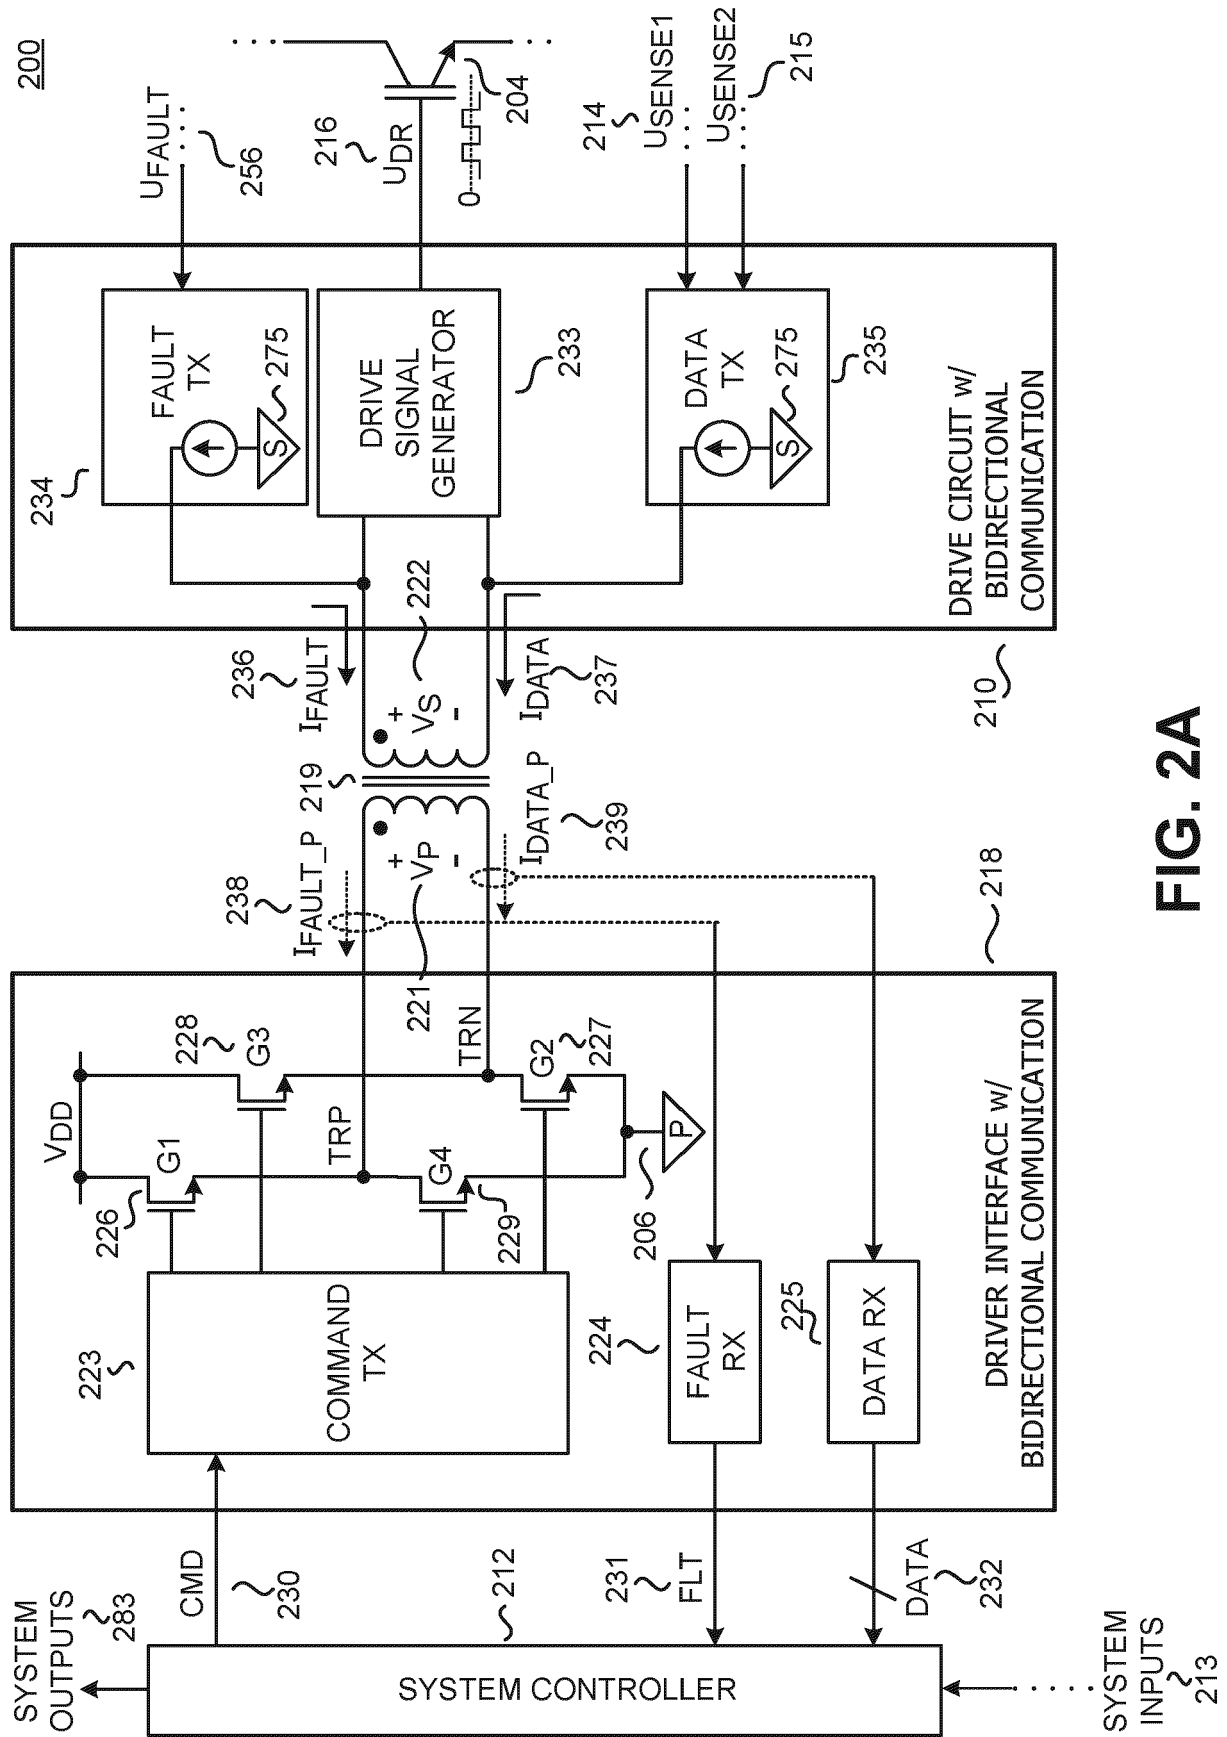 200
SYSTEM
OUTPUTS
283
CMD
230
212
SYSTEM CONTROLLER
231
FLT
DATA
232
SYSTEM
INPUTS
213
VDD
G1
226
228
G3
223
COMMAND
TX
TRP
G4
229
TRN
G2
227
206
P
224
FAULT
RX
225
DATA RX
DRIVER INTERFACE w/
BIDIRECTIONAL COMMUNICATION
218
238
IFAULT_P
221
+
VP
-
IDATA_P
239
219
236
IFAULT
+
VS
-
222
IDATA
237
234
FAULT
TX
S
275
DRIVE
SIGNAL
GENERATOR
233
DATA
TX
S
275
235
DRIVE CIRCUIT w/
BIDIRECTIONAL
COMMUNICATION
210
UFAULT
256
216
UDR
0
204
214
USENSE1
USENSE2
215
FIG. 2A